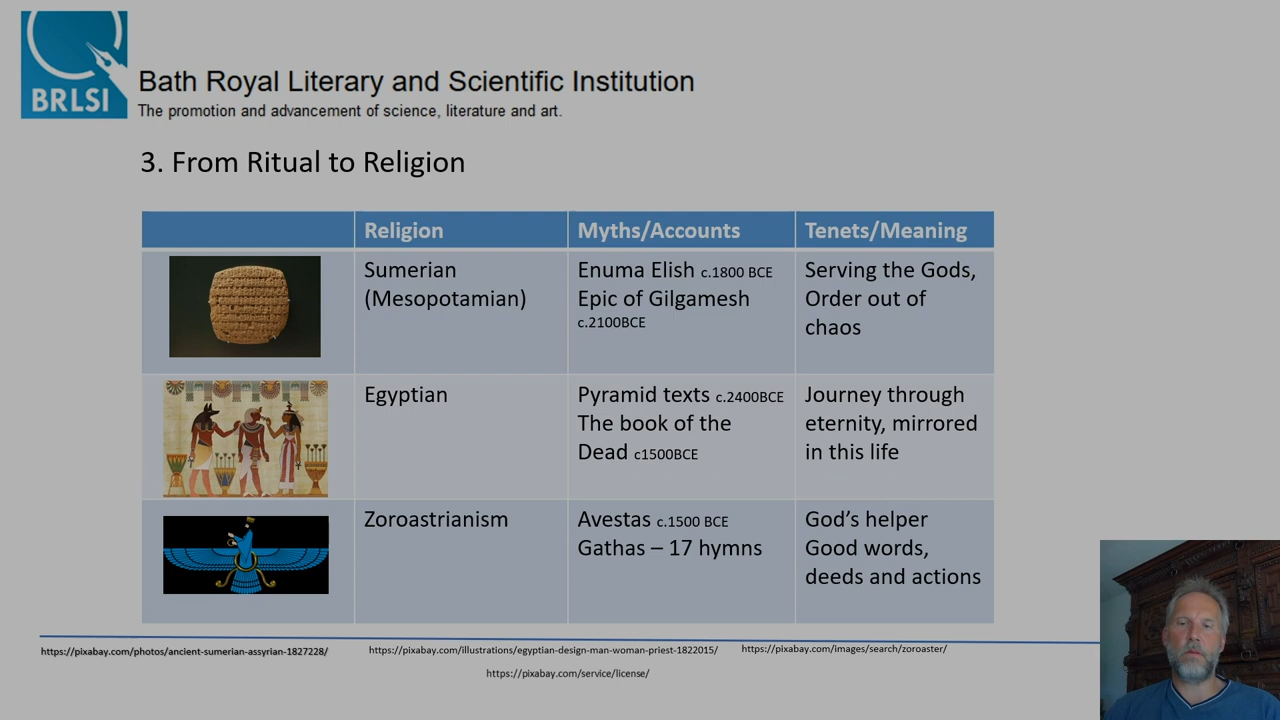 BRLSI
Bath Royal Literary and Scientific Institution
The promotion and advancement of science, literature and art.
3. From Ritual to Religion
Religion
Myths/Accounts
Tenets/Meaning
Sumerian
(Mesopotamian)
Enuma Elish c.1800 BCE
Epic of Gilgamesh
c.2100BCE
Serving the Gods,
Order out of
chaos
Egyptian
Pyramid texts c.2400BCE
The book of the
Dead c1500BCE
Journey through
eternity, mirrored
in this life
Zoroastrianism
Avestas c.1500 BCE
Gathas – 17 hymns
God's helper
Good words,
deeds and actions
https://pixabay.com/photos/ancient-sumerian-assyrian-1827228/
https://pixabay.com/illustrations/egyptian-design-man-woman-priest-1822015/
https://pixabay.com/images/search/zoroaster/
https://pixabay.com/service/license/